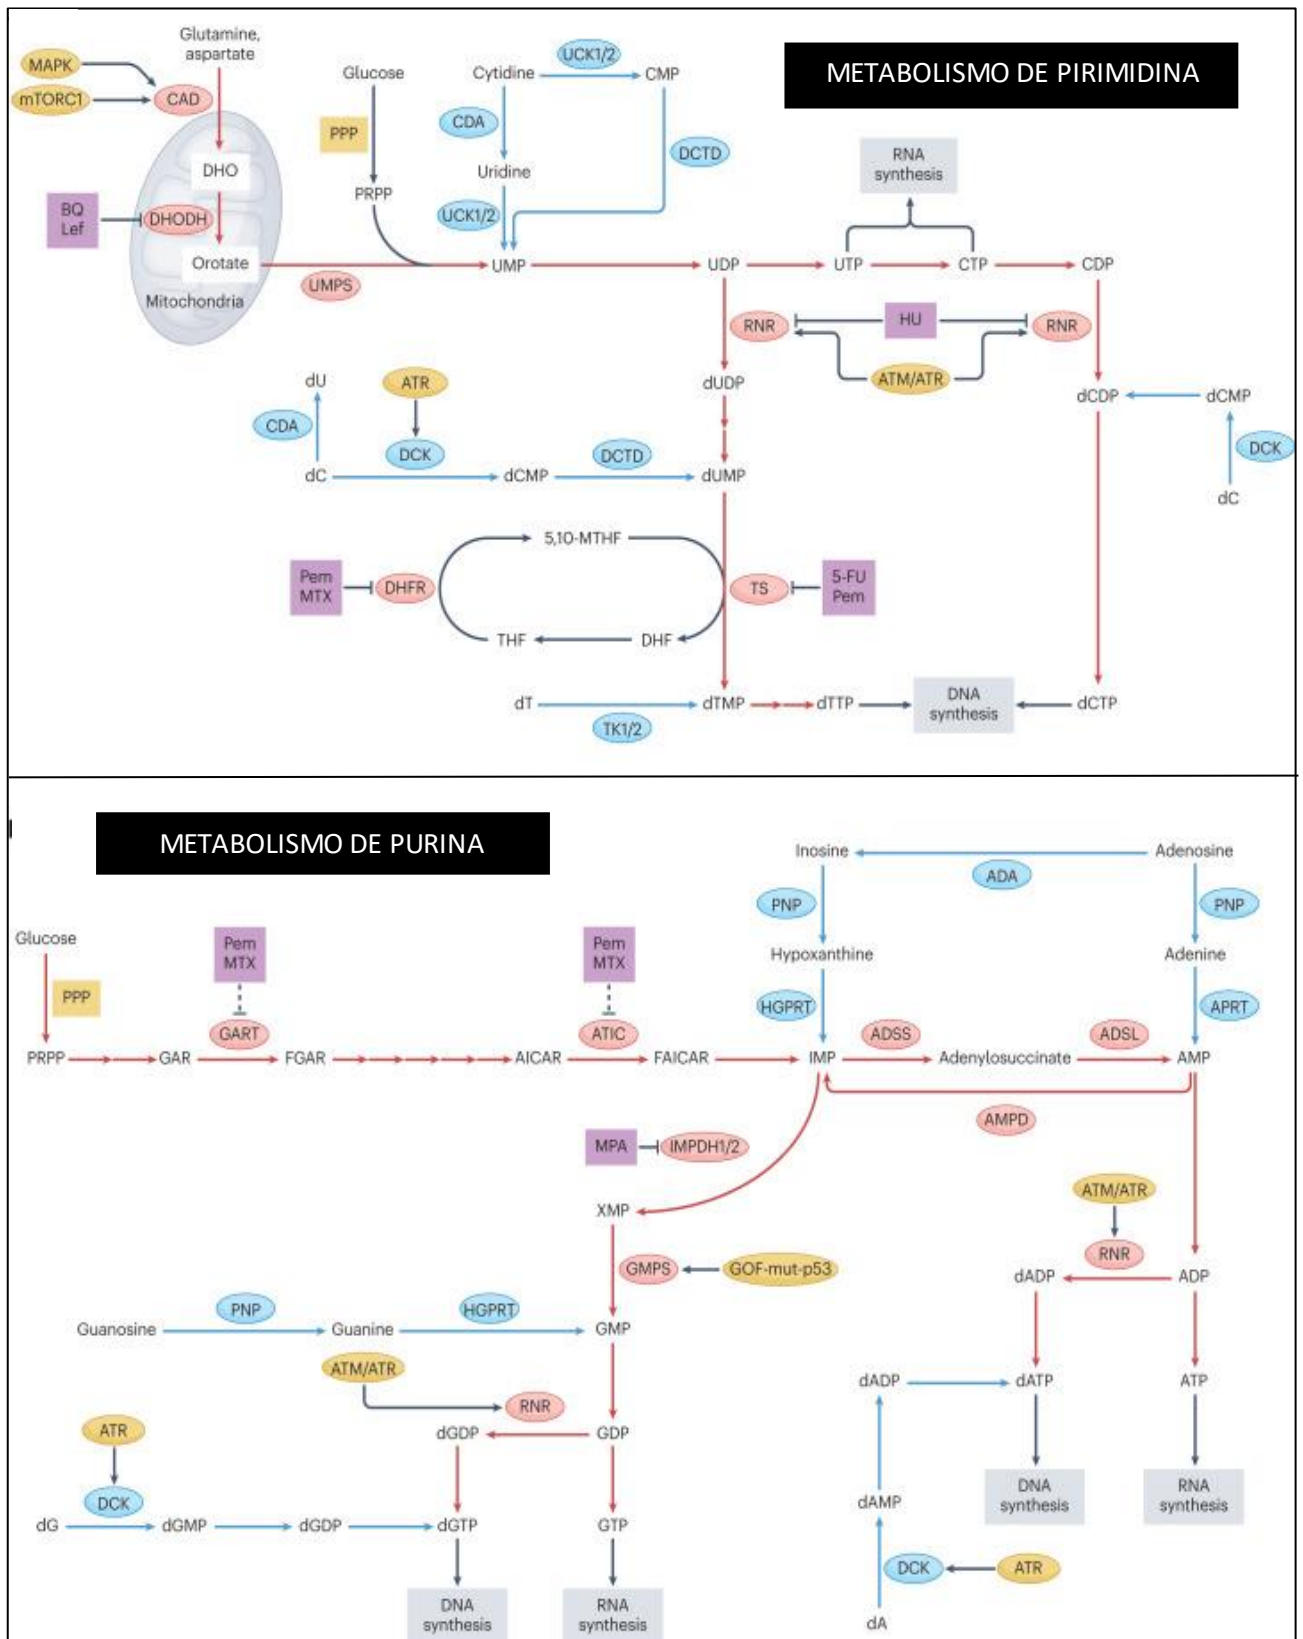 METABOLISMO DE PIRIMIDINA
Glutamine,
aspartate
MAPK
mTORC1
CAD
DHO
BQ
Lef
DHODH
Orotate
Mitochondria
UMPS
Glucose
PPP
PRPP
Cytidine
UCK1/2
CMP
CDA
DCTD
Uridine
UCK1/2
UMP
UDP
UTP
CTP
CDP
RNA
synthesis
RNR
HU
RNR
ATM/ATR
dUDP
dCDP
dCMP
DCK
dC
dU
CDA
ATR
DCK
dC
dCMP
DCTD
dUMP
5,10-MTHF
Pem
MTX
DHFR
TS
5-FU
Pem
THF
DHF
dT
TK1/2
dTMP
dTTP
DNA
synthesis
dCTP
METABOLISMO DE PURINA
Inosine
ADA
Adenosine
PNP
PNP
Hypoxanthine
Adenine
HGPRT
APRT
Glucose
PPP
Pem
MTX
Pem
MTX
GART
ATIC
ADSS
ADSL
PRPP
GAR
FGAR
AICAR
FAICAR
IMP
Adenylosuccinate
AMP
AMPD
MPA
IMPDH1/2
XMP
GMPS
GOF-mut-p53
ATM/ATR
RNR
dADP
ADP
Guanosine
PNP
Guanine
HGPRT
GMP
ATM/ATR
RNR
dADP
dATP
ATP
ATR
DCK
dGDP
GDP
dG
dGMP
dGDP
dGTP
GTP
DNA
synthesis
RNA
synthesis
dAMP
DNA
synthesis
RNA
synthesis
DCK
ATR
dA